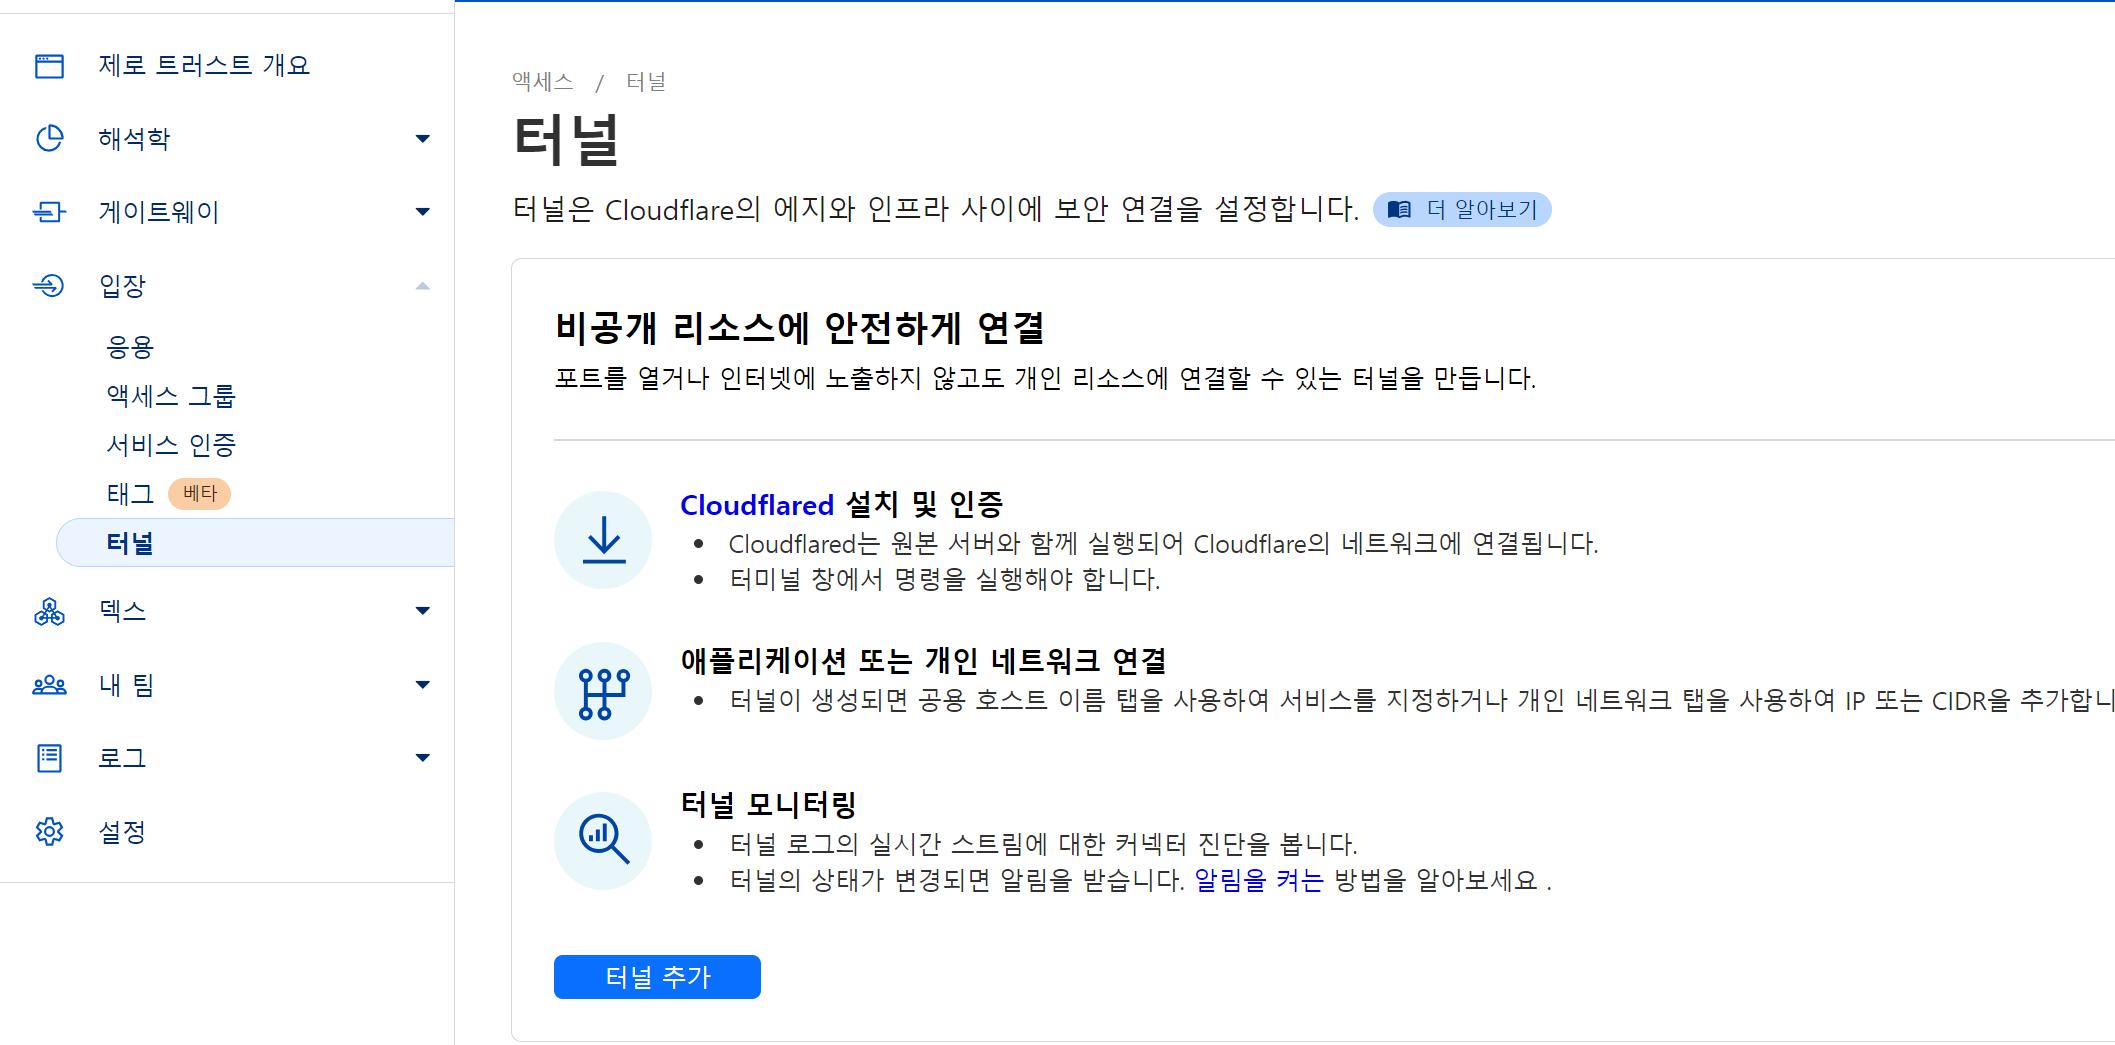 제로 트러스트 개요
해석학
게이트웨이
입장
응용
액세스 그룹
서비스 인증
태그 베타
터널
덱스
내 팀
로그
설정
액세스 / 터널
터널
터널은 Cloudflare의 에지와 인프라 사이에 보안 연결을 설정합니다. 더 알아보기
비공개 리소스에 안전하게 연결
포트를 열거나 인터넷에 노출하지 않고도 개인 리소스에 연결할 수 있는 터널을 만듭니다.
Cloudflared 설치 및 인증
• Cloudflared는 원본 서버와 함께 실행되어 Cloudflare의 네트워크에 연결됩니다.
• 터미널 창에서 명령을 실행해야 합니다.
애플리케이션 또는 개인 네트워크 연결
• 터널이 생성되면 공용 호스트 이름 탭을 사용하여 서비스를 지정하거나 개인 네트워크 탭을 사용하여 IP 또는 CIDR을 추가합니
터널 모니터링
• 터널 로그의 실시간 스트림에 대한 커넥터 진단을 봅니다.
• 터널의 상태가 변경되면 알림을 받습니다. 알림을 켜는 방법을 알아보세요 .
터널 추가